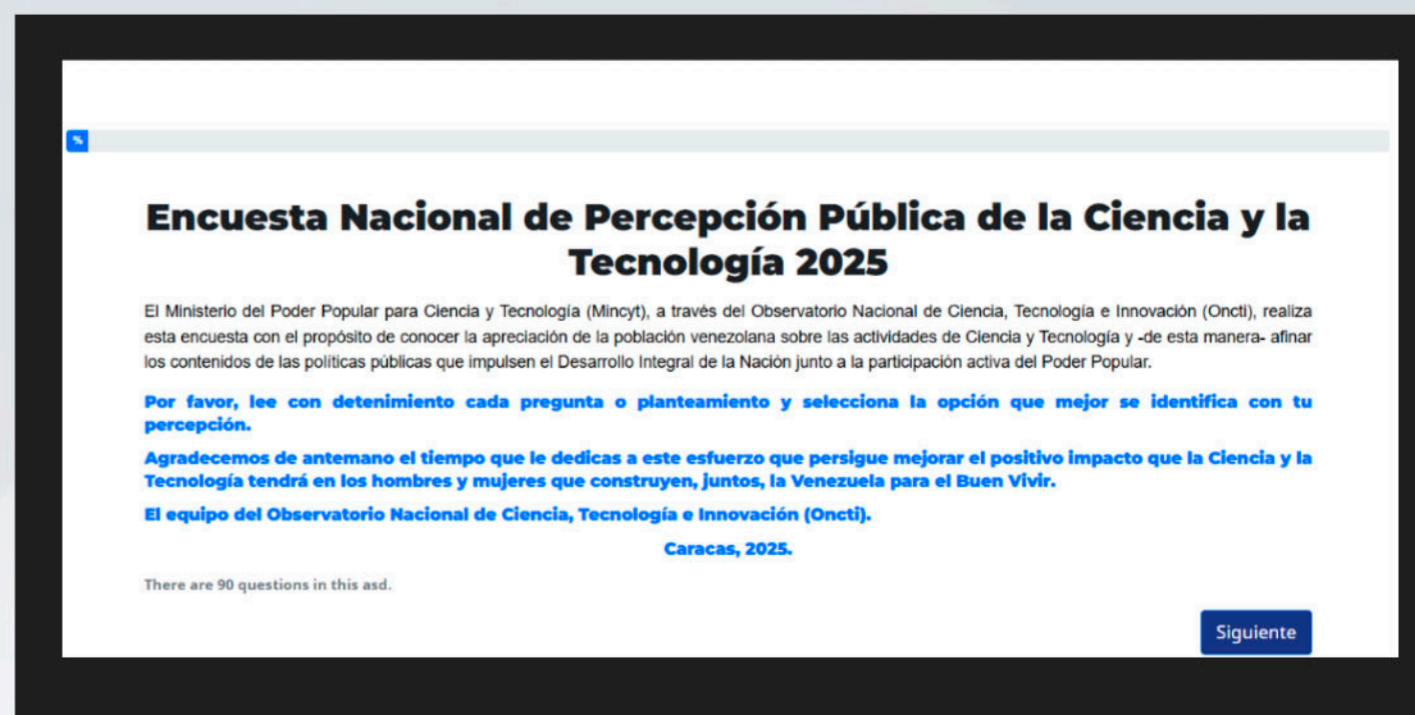 %
Encuesta Nacional de Percepción Pública de la Ciencia y la
Tecnología 2025
El Ministerio del Poder Popular para Ciencia y Tecnología (Mincyt), a través del Observatorio Nacional de Ciencia, Tecnología e Innovación (Oncti), realiza
esta encuesta con el propósito de conocer la apreciación de la población venezolana sobre las actividades de Ciencia y Tecnología y -de esta manera- afinar
los contenidos de las políticas públicas que impulsen el Desarrollo Integral de la Nación junto a la participación activa del Poder Popular.
Por favor, lee con detenimiento cada pregunta o planteamiento y selecciona la opción que mejor se identifica con tu
percepción.
Agradecemos de antemano el tiempo que le dedicas a este esfuerzo que persigue mejorar el positivo impacto que la Ciencia y la
Tecnología tendrá en los hombres y mujeres que construyen, juntos, la Venezuela para el Buen Vivir.
El equipo del Observatorio Nacional de Ciencia, Tecnología e Innovación (Oncti).
Caracas, 2025.
There are 90 questions in this asd.
Siguiente